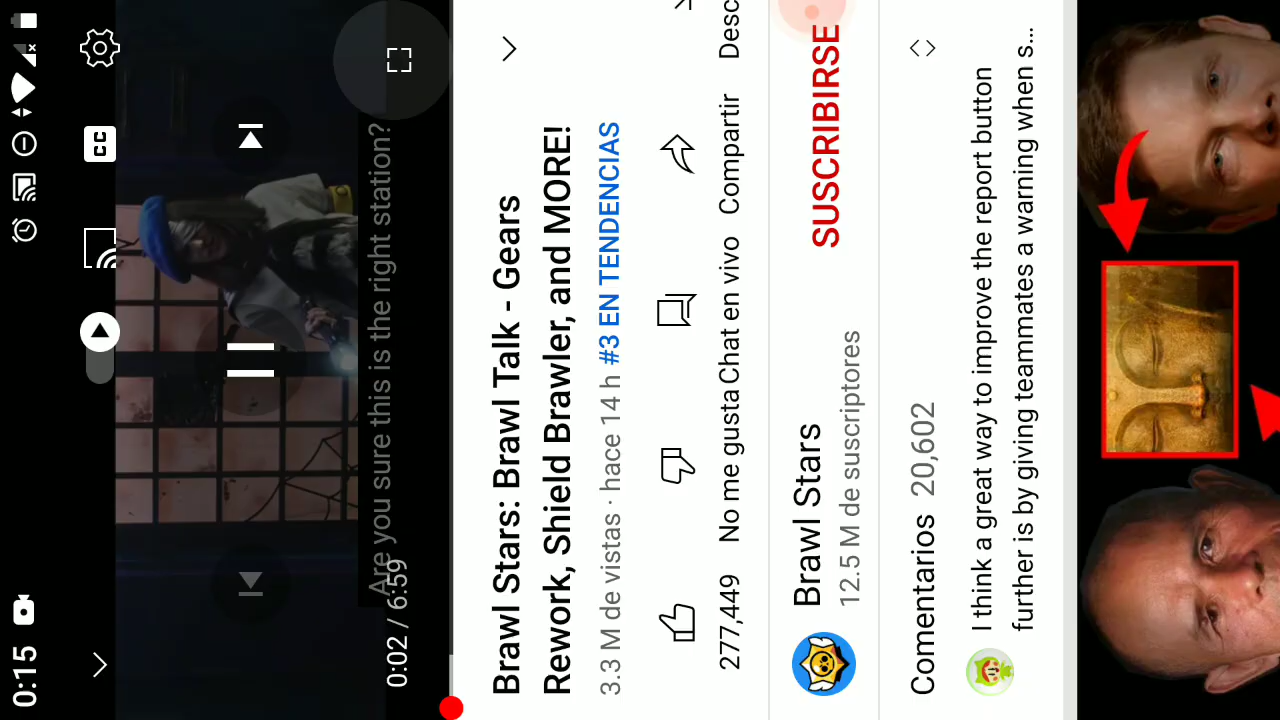 0:15
CC
Are you sure this is the right station?
0:02 / 6:59
Brawl Stars: Brawl Talk - Gears
Rework, Shield Brawler, and MORE!
3.3 M de vistas · hace 14 h #3 EN TENDENCIAS
277,449 No me gusta Chat en vivo Compartir Desc
Brawl Stars
12.5 M de suscriptores
SUSCRIBIRSE
Comentarios 20,602
I think a great way to improve the report button
further is by giving teammates a warning when s...